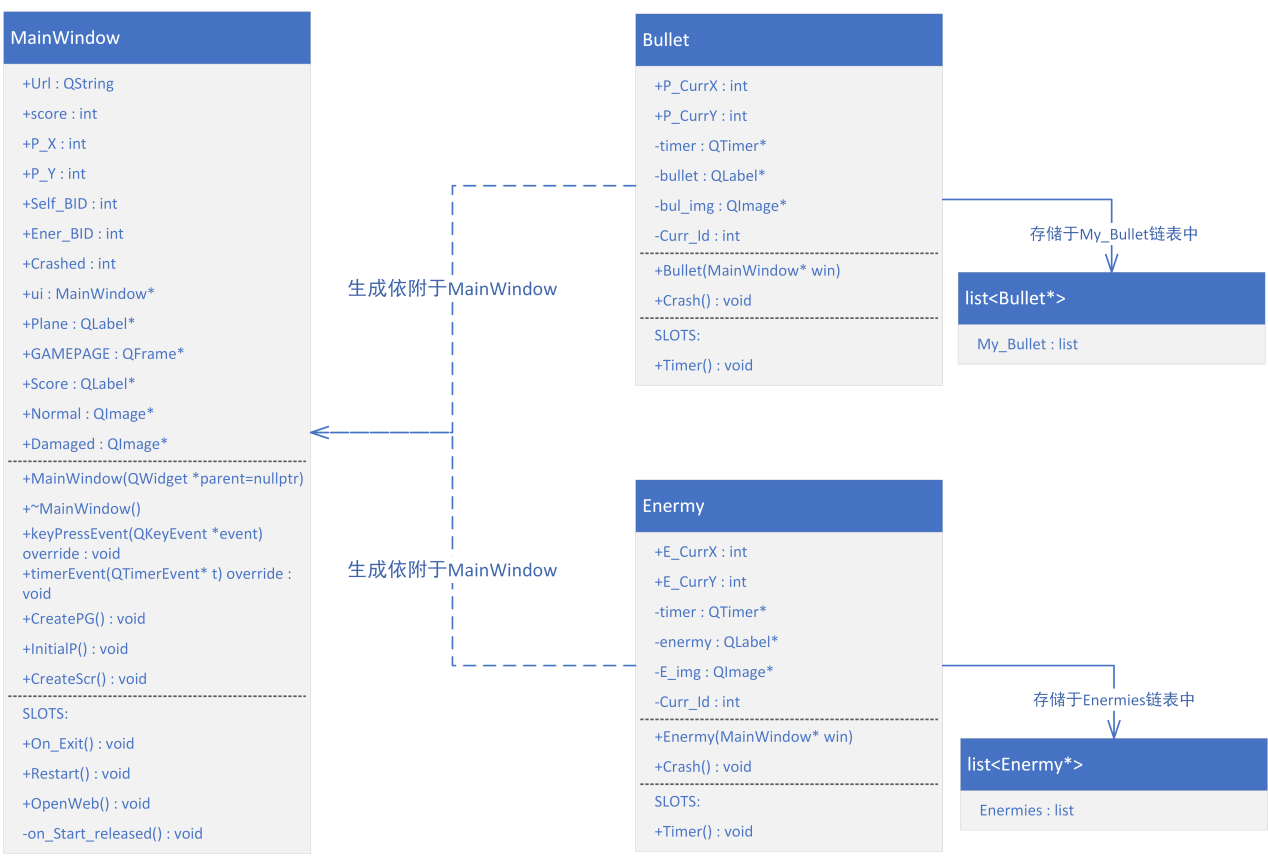 MainWindow
+Url : QString
+score : int
+P_X : int
+P_Y : int
+Self_BID : int
+Ener_BID : int
+Crashed : int
+ui : MainWindow*
+Plane : QLabel*
+GAMEPAGE : QFrame*
+Score : QLabel*
+Normal : QImage*
+Damaged : QImage*
+MainWindow(QWidget *parent=nullptr)
+~MainWindow()
+keyPressEvent(QKeyEvent *event)
override : void
+timerEvent(QTimerEvent* t) override :
void
+CreatePG() : void
+InitialP() : void
+CreateScr() : void
SLOTS:
+On_Exit() : void
+Restart() : void
+OpenWeb() : void
-on_Start_released() : void
生成依附于MainWindow
生成依附于MainWindow
Bullet
+P_CurrX : int
+P_CurrY : int
-timer : QTimer*
-bullet : QLabel*
-bul_img : QImage*
-Curr_Id : int
+Bullet(MainWindow* win)
+Crash() : void
SLOTS:
+Timer() : void
存储于My_Bullet链表中
list<Bullet*>
My_Bullet : list
Enermy
+E_CurrX : int
+E_CurrY : int
-timer : QTimer*
-enermy : QLabel*
-E_img : QImage*
-Curr_Id : int
+Enermy(MainWindow* win)
+Crash() : void
SLOTS:
+Timer() : void
存储于Enermies链表中
list<Enermy*>
Enermies : list